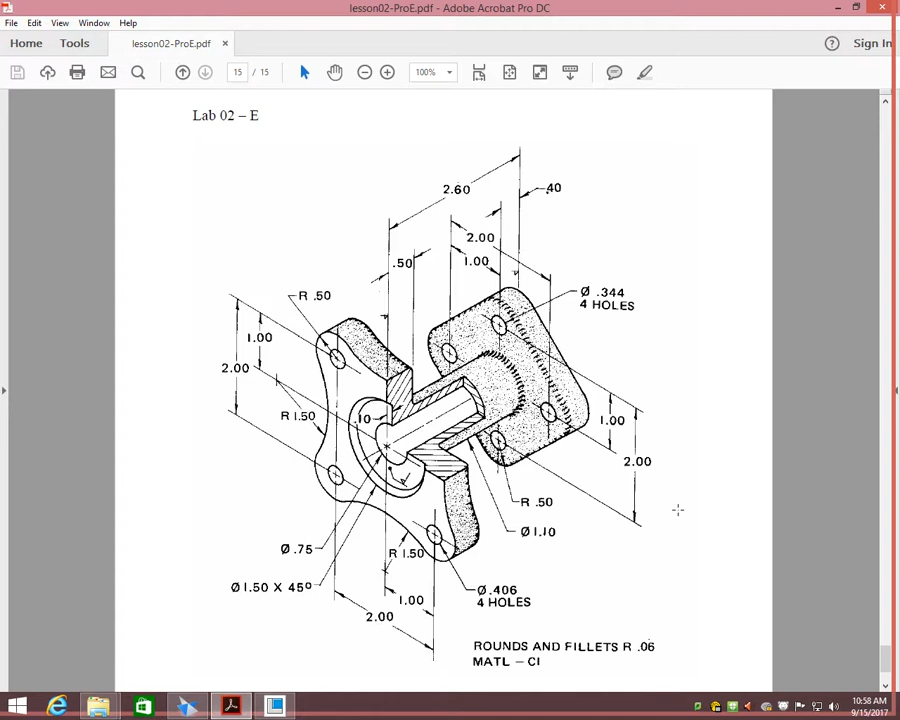 lesson02-ProE.pdf - Adobe Acrobat Pro DC
File Edit View Window Help
Home Tools lesson02-ProE.pdf × Sign In
15 / 15 100%
Lab 02 – E
2.60
.40
2.00
1.00
.50
R .50
Ø .344
4 HOLES
1.00
2.00
R 1.50
.10
1.00
2.00
R .50
Ø1.10
Ø.75
R 1.50
Ø1.50 X 45°
Ø.406
4 HOLES
1.00
2.00
ROUNDS AND FILLETS R .06
MATL – CI
10:58 AM
9/15/2017